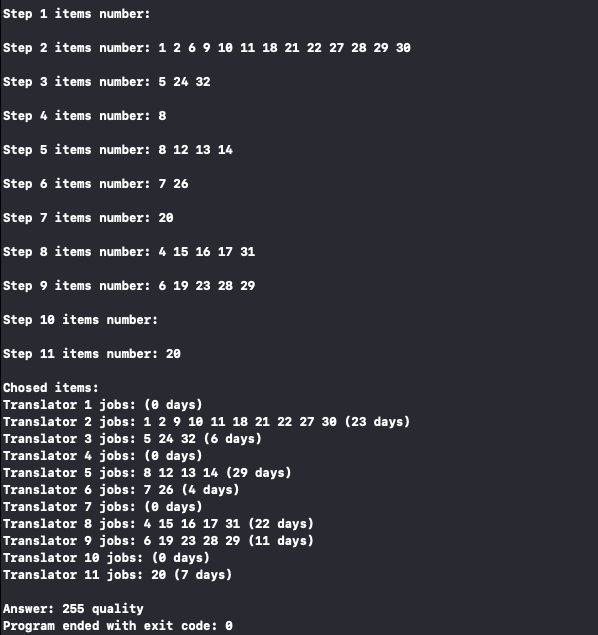 Step 1 items number:
Step 2 items number: 1 2 6 9 10 11 18 21 22 27 28 29 30
Step 3 items number: 5 24 32
Step 4 items number: 8
Step 5 items number: 8 12 13 14
Step 6 items number: 7 26
Step 7 items number: 20
Step 8 items number: 4 15 16 17 31
Step 9 items number: 6 19 23 28 29
Step 10 items number:
Step 11 items number: 20
Chosed items:
Translator 1 jobs: (0 days)
Translator 2 jobs: 1 2 9 10 11 18 21 22 27 30 (23 days)
Translator 3 jobs: 5 24 32 (6 days)
Translator 4 jobs: (0 days)
Translator 5 jobs: 8 12 13 14 (29 days)
Translator 6 jobs: 7 26 (4 days)
Translator 7 jobs: (0 days)
Translator 8 jobs: 4 15 16 17 31 (22 days)
Translator 9 jobs: 6 19 23 28 29 (11 days)
Translator 10 jobs: (0 days)
Translator 11 jobs: 20 (7 days)
Answer: 255 quality
Program ended with exit code: 0